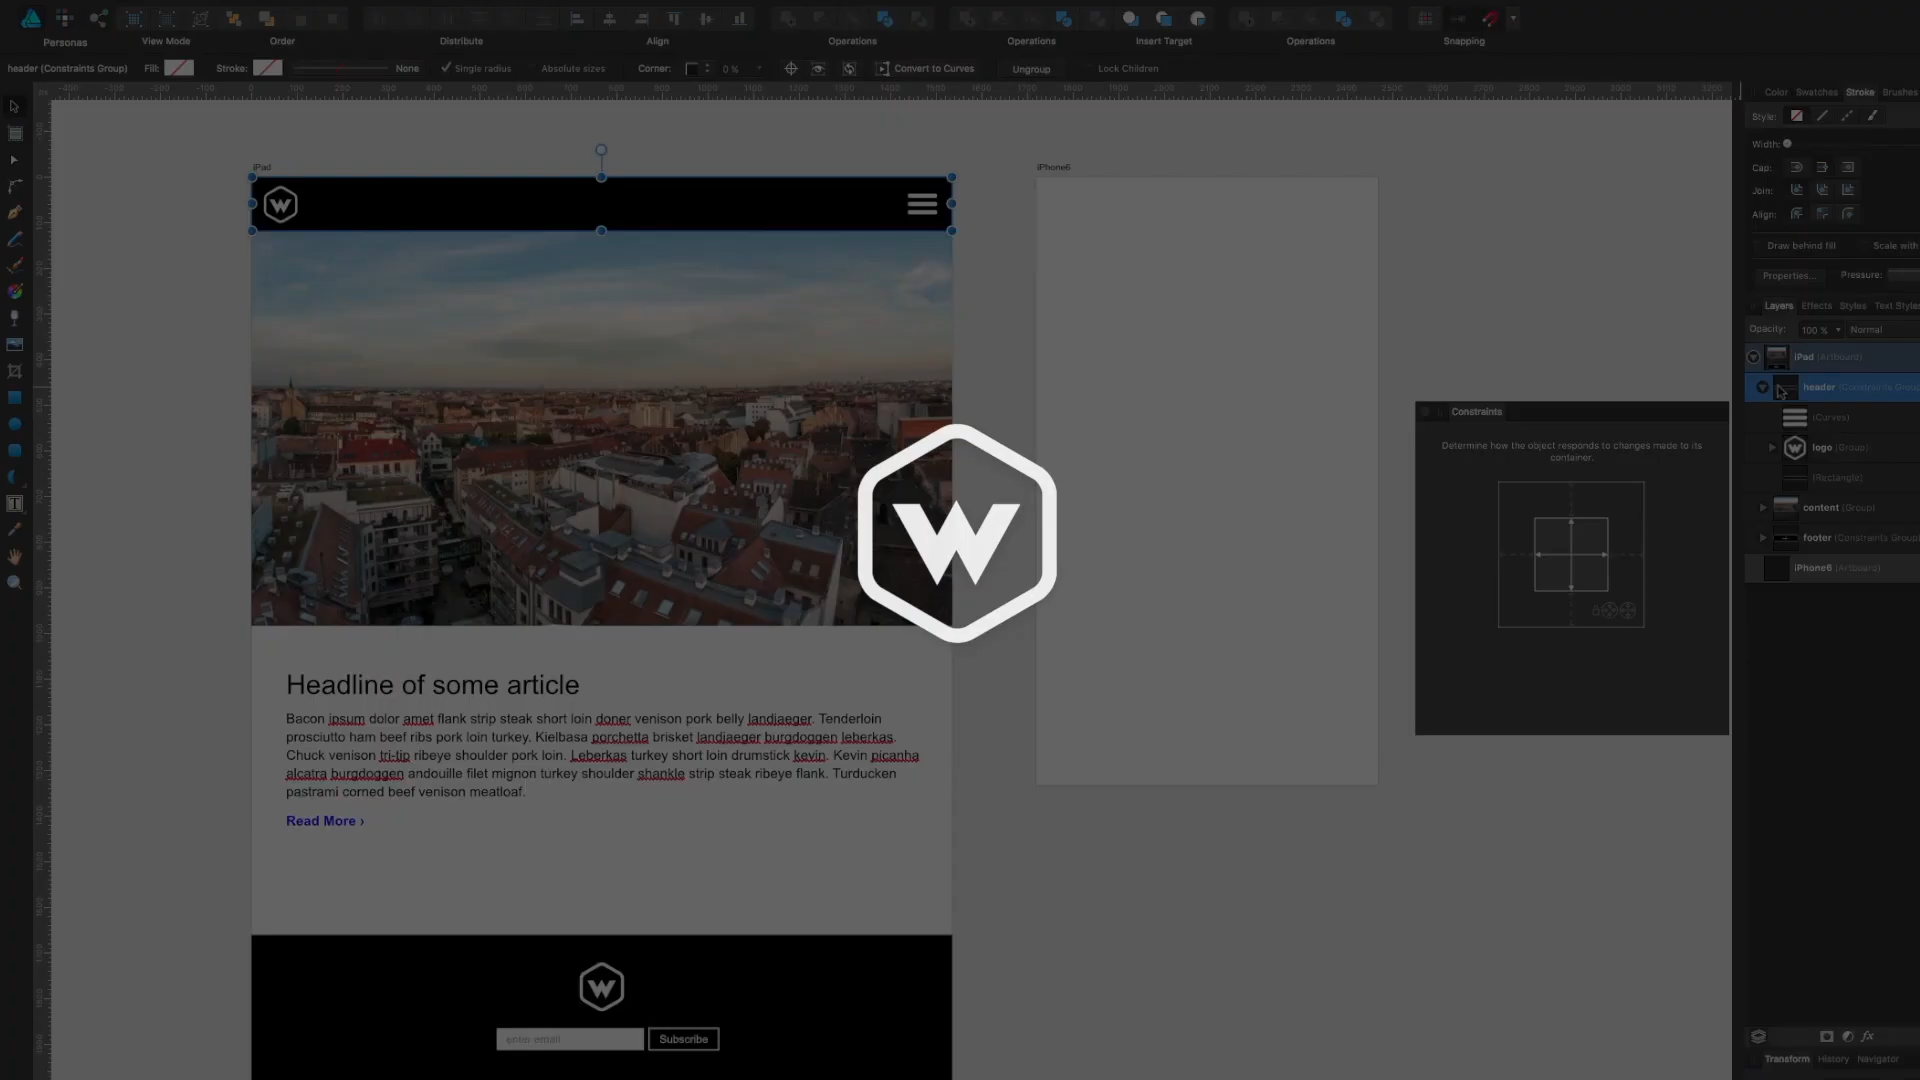 Personas
View Mode
Order
Distribute
Align
Operations
Operations
Insert Target
Operations
Snapping
header (Constraints Group)
Fill:
Stroke:
None
Single radius
Absolute sizes
Corner:
0 %
Convert to Curves
Ungroup
Lock Children
Color
Swatches
Stroke
Brushes
Style:
Width:
Cap:
Join:
Align:
Draw behind fill
Scale with
Properties...
Pressure:
Layers
Effects
Styles
Text Styles
Opacity:
100 %
Normal
iPad (Artboard)
header (Constraints Group
(Curves)
logo (Group)
(Rectangle)
content (Group)
footer (Constraints Group)
iPhone6 (Artboard)
iPad
iPhone6
W
W
Constraints
Determine how the object responds to changes made to its
container.
Headline of some article
Bacon ipsum dolor amet flank strip steak short loin doner venison pork belly landjaeger. Tenderloin
prosciutto ham beef ribs pork loin turkey. Kielbasa porchetta brisket landjaeger burgdoggen leberkas.
Chuck venison tri-tip ribeye shoulder pork loin. Leberkas turkey short loin drumstick kevin. Kevin picanha
alcatra burgdoggen andouille filet mignon turkey shoulder shankle strip steak ribeye flank. Turducken
pastrami corned beef venison meatloaf.
Read More ›
W
enter email
Subscribe
fx
Transform
History
Navigator